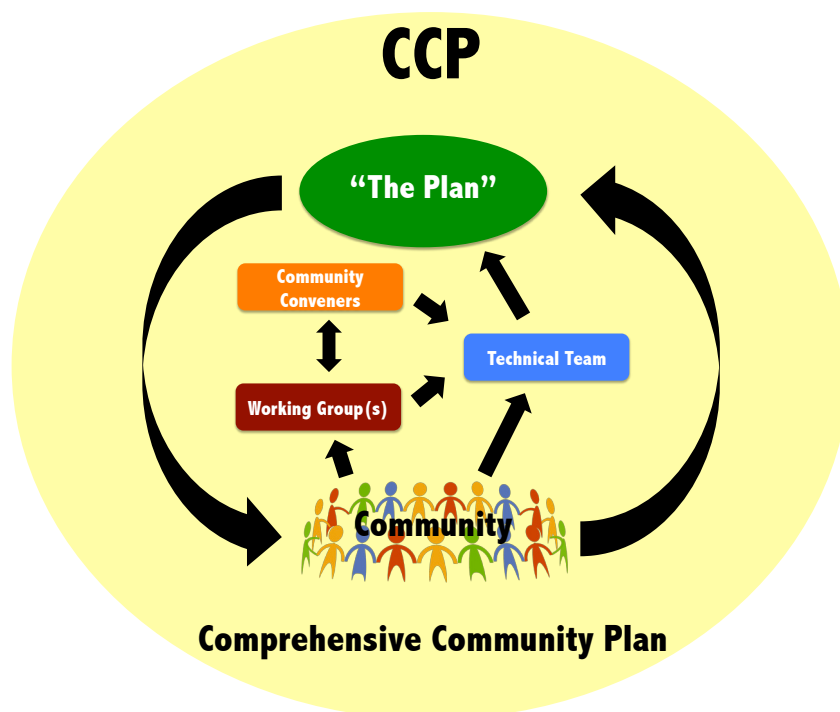 CCP
“The Plan”
Community
Conveners
Technical Team
Working Group(s)
Community
Comprehensive Community Plan